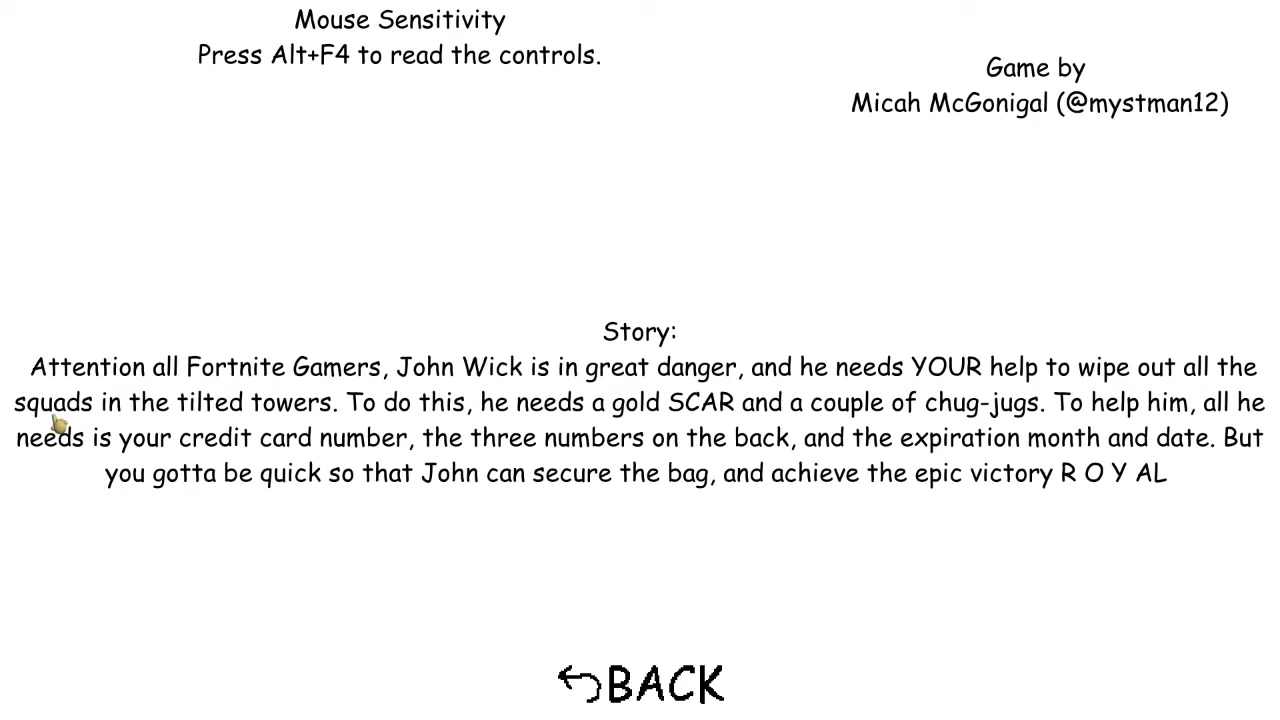 Mouse Sensitivity
Press Alt+F4 to read the controls.
Game by
Micah McGonigal (@mystman12)
Story:
Attention all Fortnite Gamers, John Wick is in great danger, and he needs YOUR help to wipe out all the
squads in the tilted towers. To do this, he needs a gold SCAR and a couple of chug-jugs. To help him, all he
needs is your credit card number, the three numbers on the back, and the expiration month and date. But
you gotta be quick so that John can secure the bag, and achieve the epic victory R O Y AL
BACK